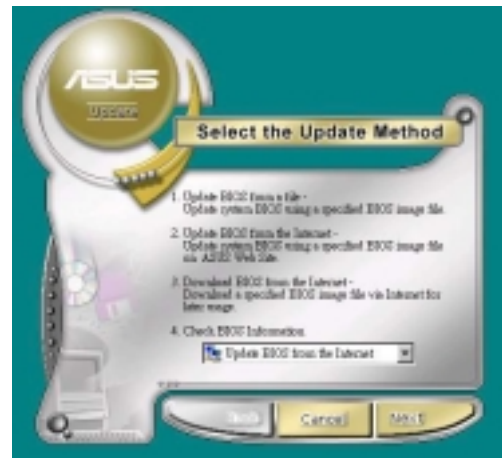 ASUS
Update
Select the Update Method
1. Update BIOS from a file -
Update system BIOS using a specified BIOS image file.
2. Update BIOS from the Internet -
Update system BIOS using a specified BIOS image file
via ASUS Web Site.
3. Download BIOS from the Internet -
Download a specified BIOS image file via Internet for
later usage.
4. Check BIOS Information.
Update BIOS from the Internet
Cancel
Next